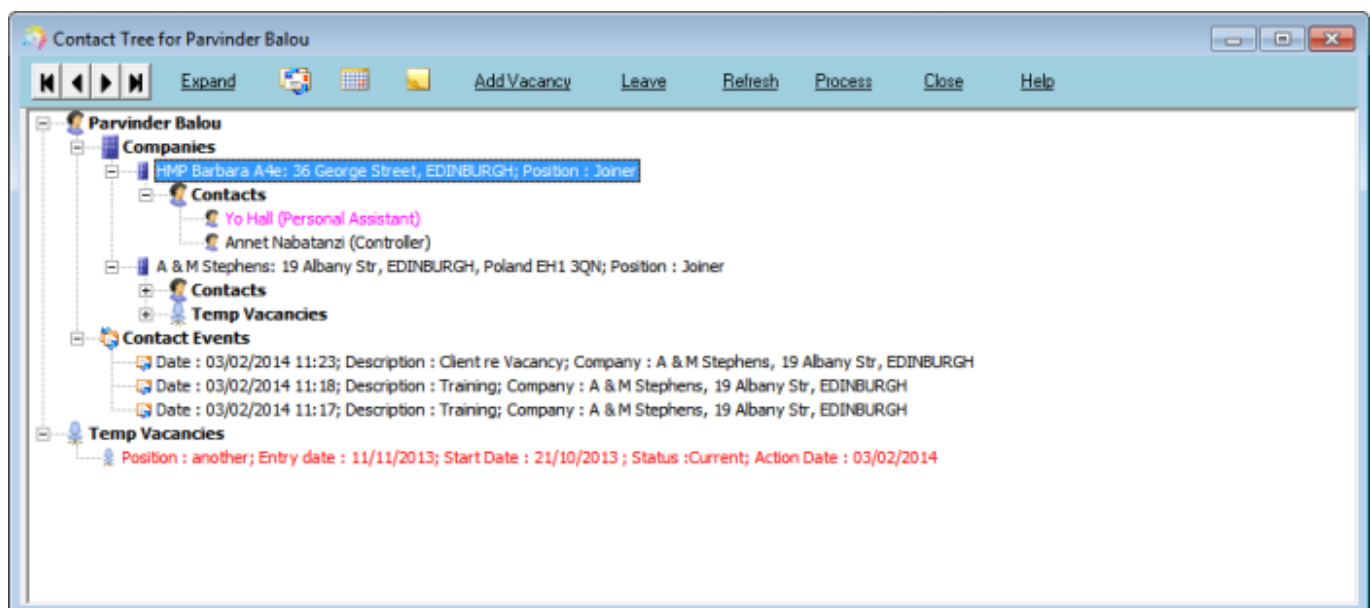 Contact Tree for Parvinder Balou
Expand Add Vacancy Leave Refresh Process Close Help
Parvinder Balou
Companies
HMP Barbara A4e: 36 George Street, EDINBURGH; Position : Joiner
Contacts
Yo Hall (Personal Assistant)
Annet Nabatanzi (Controller)
A & M Stephens: 19 Albany Str, EDINBURGH, Poland EH1 3QN; Position : Joiner
Contacts
Temp Vacancies
Contact Events
Date : 03/02/2014 11:23; Description : Client re Vacancy; Company : A & M Stephens, 19 Albany Str, EDINBURGH
Date : 03/02/2014 11:18; Description : Training; Company : A & M Stephens, 19 Albany Str, EDINBURGH
Date : 03/02/2014 11:17; Description : Training; Company : A & M Stephens, 19 Albany Str, EDINBURGH
Temp Vacancies
Position : another; Entry date : 11/11/2013; Start Date : 21/10/2013 ; Status :Current; Action Date : 03/02/2014